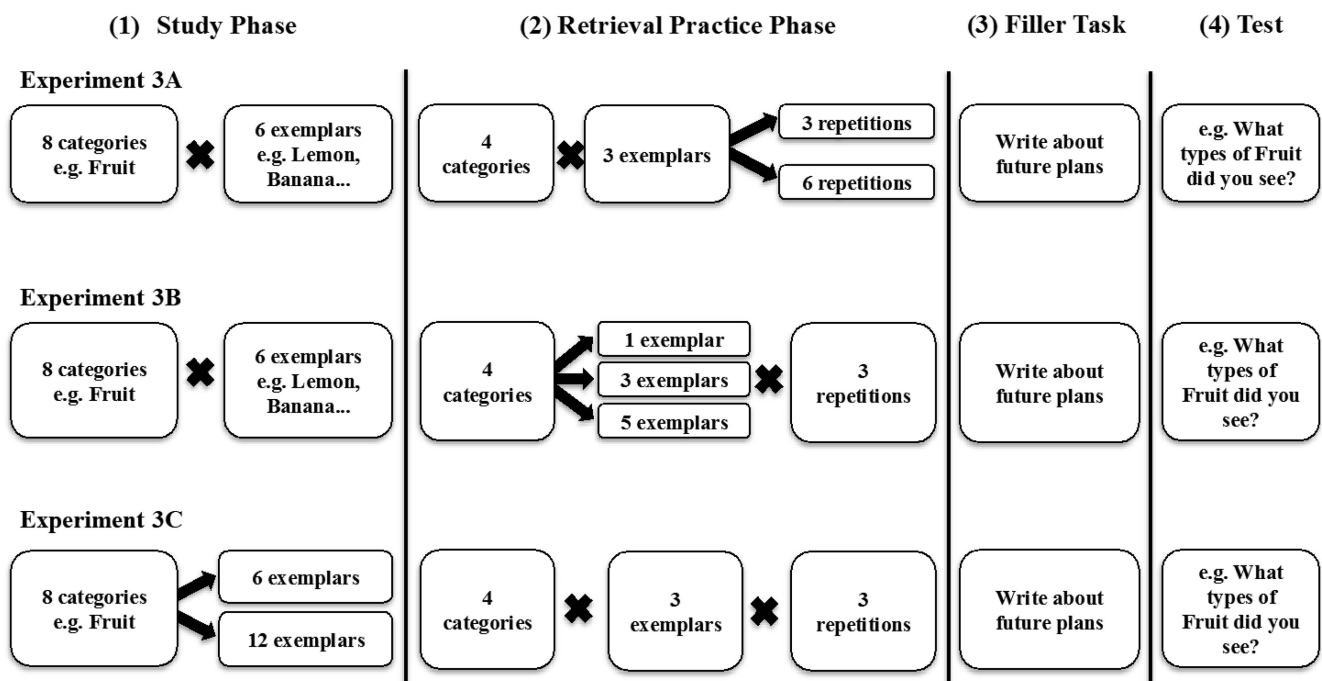 (1) Study Phase
(2) Retrieval Practice Phase
(3) Filler Task
(4) Test
Experiment 3A
8 categories
e.g. Fruit
6 exemplars
e.g. Lemon,
Banana...
4
categories
3 exemplars
3 repetitions
6 repetitions
Write about
future plans
e.g. What
types of Fruit
did you see?
Experiment 3B
8 categories
e.g. Fruit
6 exemplars
e.g. Lemon,
Banana...
4
categories
1 exemplar
3 exemplars
5 exemplars
3
repetitions
Write about
future plans
e.g. What
types of
Fruit did you
see?
Experiment 3C
8 categories
e.g. Fruit
6 exemplars
12 exemplars
4
categories
3
exemplars
3
repetitions
Write about
future plans
e.g. What
types of
Fruit did you
see?